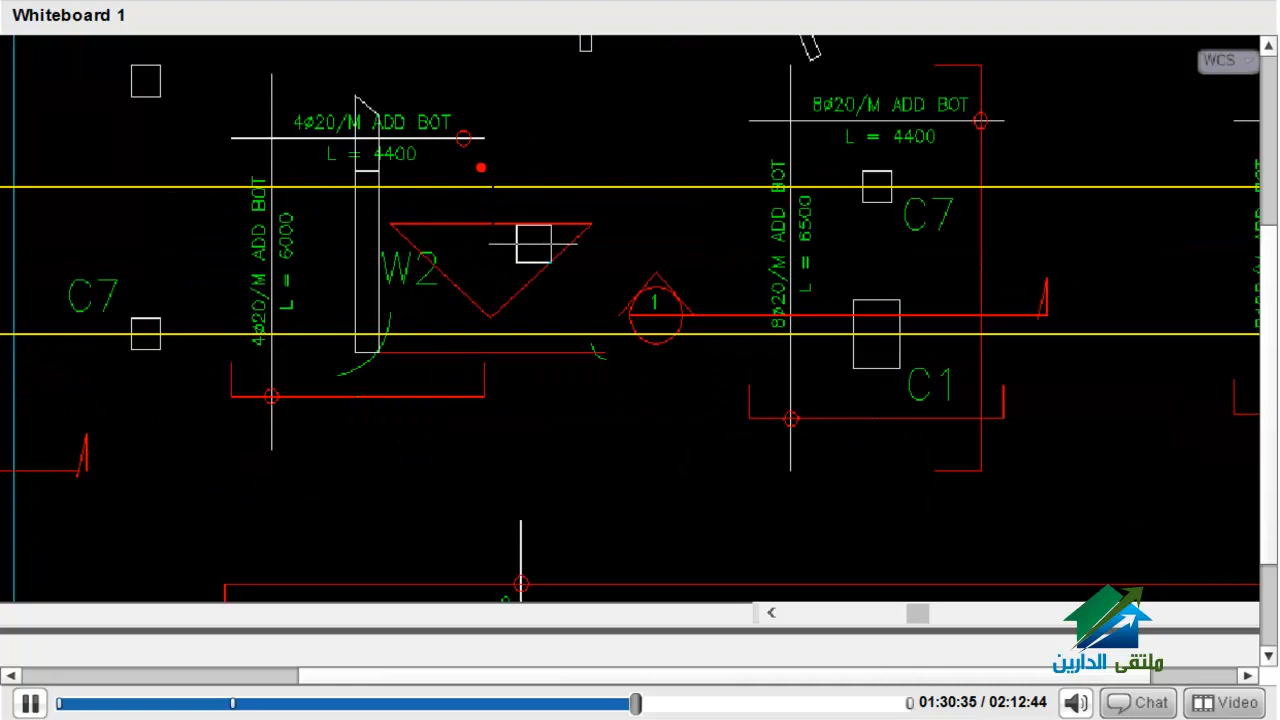 Whiteboard 1
WCS
4ø20/M ADD BOT
L = 4400
8ø20/M ADD BOT
L = 4400
4ø20/M ADD BOT
L = 6000
8ø20/M ADD BOT
L = 6500
C7
W2
C7
1
C1
C7
ملتقى الدارين
01:30:35 / 02:12:44
Chat
Video